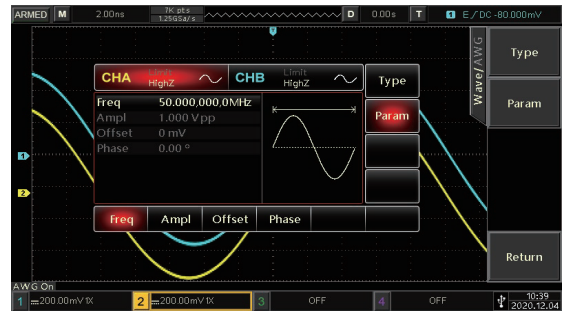 ARMED M 2.00ns 7K pts 1.25GSa/s D 0.00s T 1 E/DC -80.000mV
Wave/AWG
Type
Param
Return
CHA Limit HighZ CHB Limit HighZ Type
Freq 50.000,000,0MHz
Param
Ampl 1.000 Vpp
Offset 0 mV
Phase 0.00 °
Freq Ampl Offset Phase
1
2
AWG On
1 200.00mV 1X 2 200.00mV 1X 3 OFF 4 OFF 10:39
2020.12.04